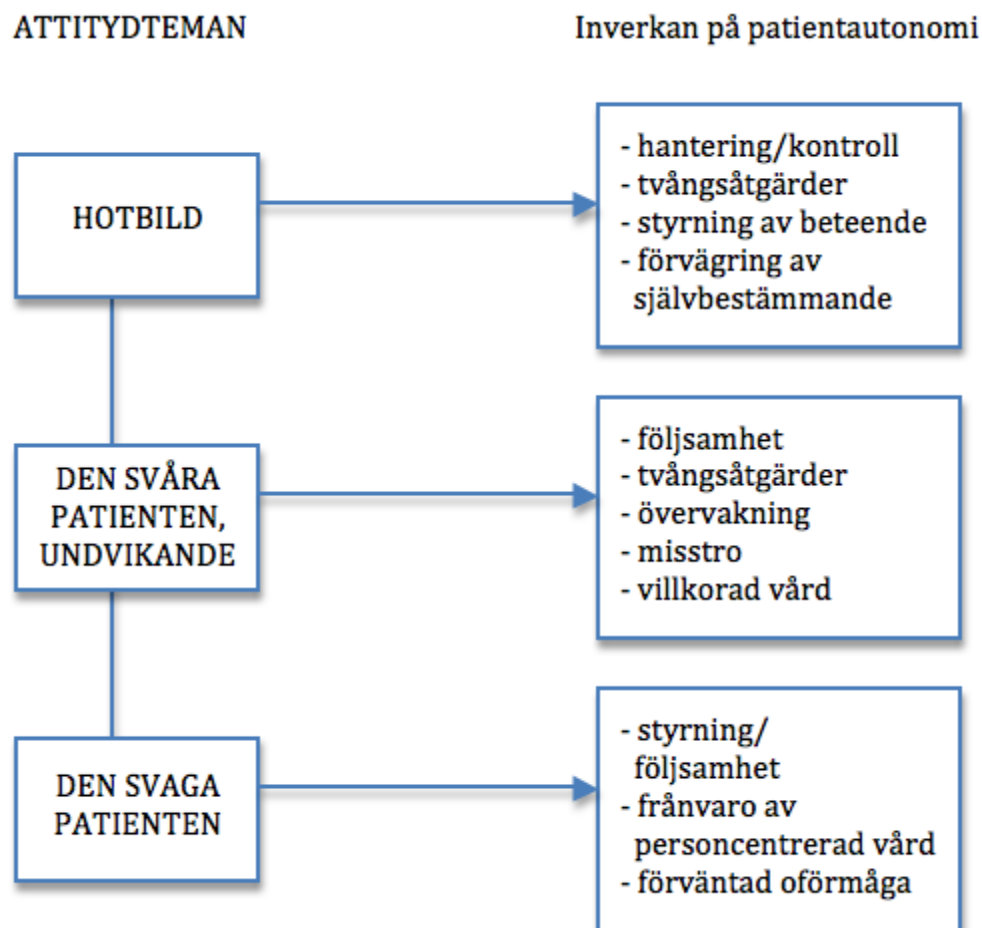 ATTITYDTEMAN
Inverkan på patientautonomi
HOTBILD
- hantering/kontroll
- tvångsåtgärder
- styrning av beteende
- förvägring av
självbestämmande
DEN SVÅRA
PATIENTEN,
UNDVIKANDE
- följsamhet
- tvångsåtgärder
- övervakning
- misstro
- villkorad vård
DEN SVAGA
PATIENTEN
- styrning/
följsamhet
- frånvaro av
personcentrerad vård
- förväntad oförmåga